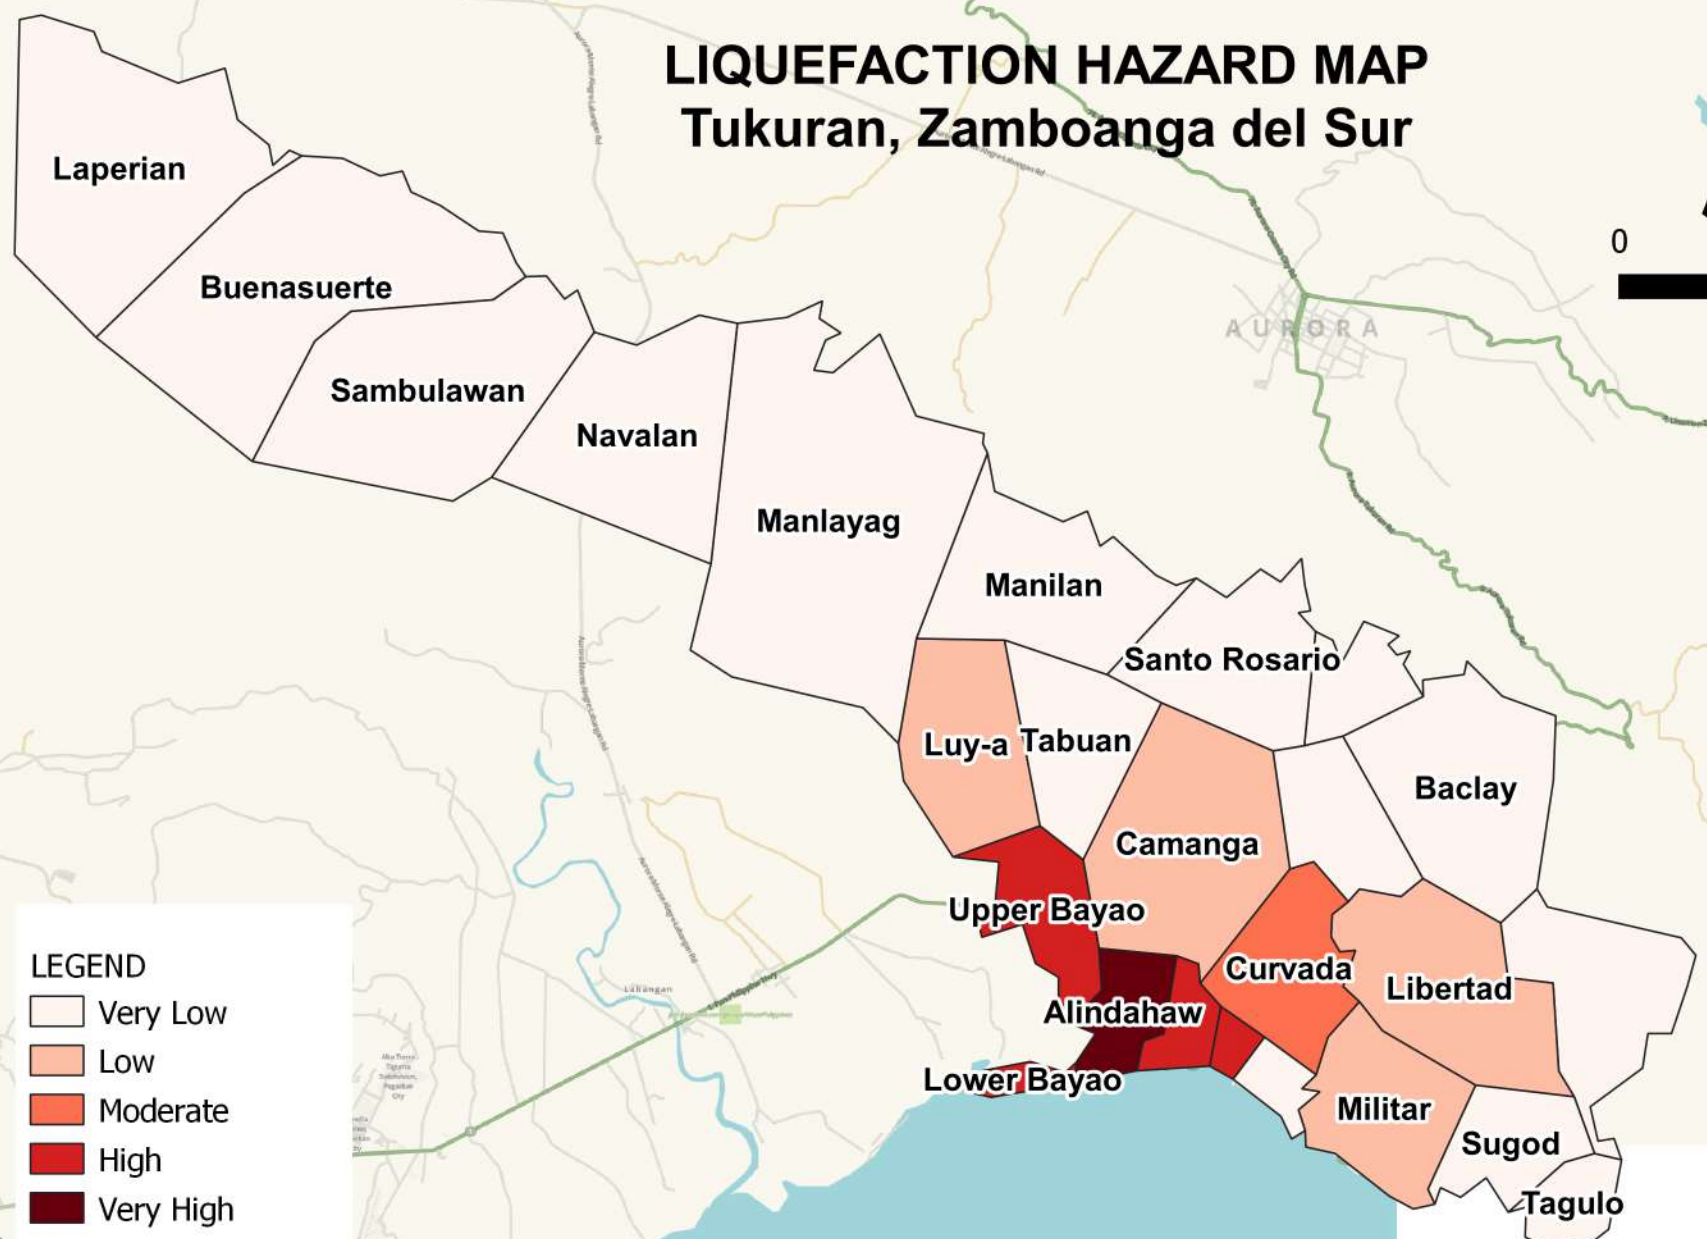 LIQUEFACTION HAZARD MAP
Tukuran, Zamboanga del Sur
Laperian
0
Buenasuerte
AURORA
Sambulawan
Navalan
Manlayag
Manilan
Santo Rosario
Luy-a
Tabuan
Baclay
Camanga
Upper Bayao
Curvada
Libertad
Labangan
Alindahaw
Lower Bayao
Militar
Sugod
Tagulo
LEGEND
Very Low
Low
Moderate
High
Very High